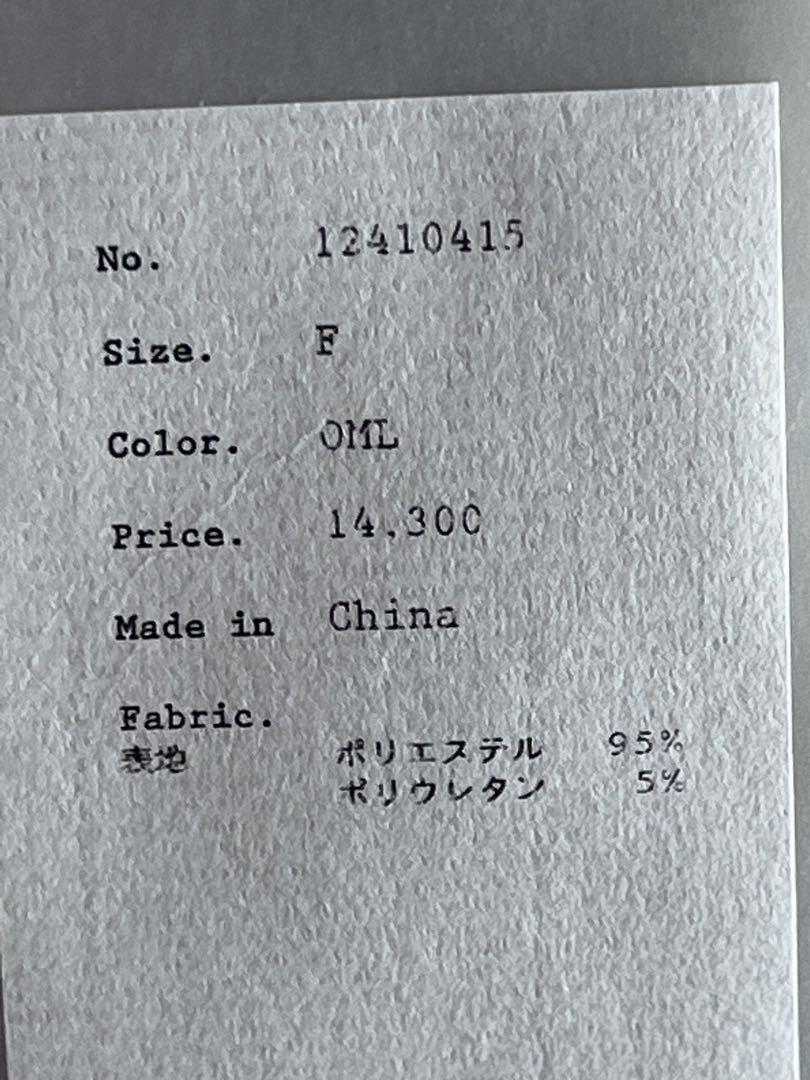 No. 12410415
Size. F
Color. OML
Price. 14,300
Made in China
Fabric.
表地 ポリエステル 95%
ポリウレタン 5%